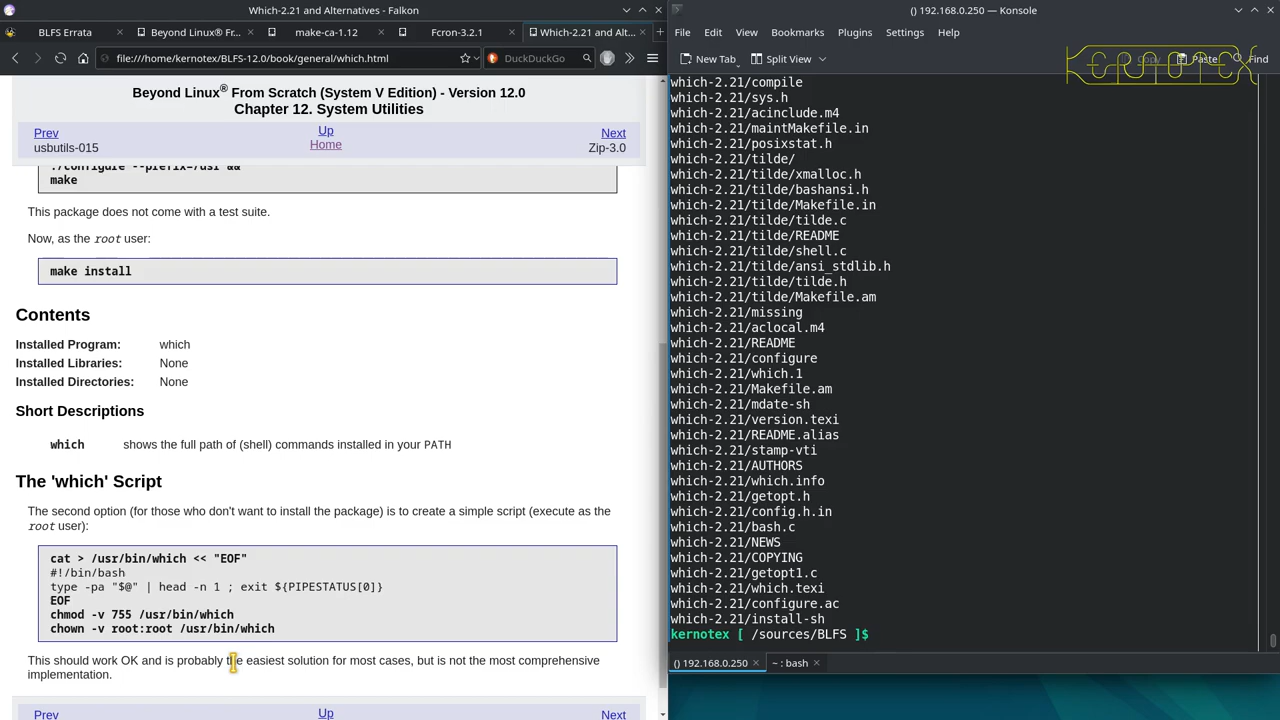 Which-2.21 and Alternatives - Falkon
BLFS Errata
Beyond Linux® Fr...
make-ca-1.12
Fcron-3.2.1
Which-2.21 and Alt...
file:///home/kernotex/BLFS-12.0/book/general/which.html
DuckDuckGo
Beyond Linux® From Scratch (System V Edition) - Version 12.0
Chapter 12. System Utilities
Prev
Up
Next
usbutils-015
Home
Zip-3.0
./configure --prefix=/usr &&
make
This package does not come with a test suite.
Now, as the root user:
make install
Contents
Installed Program: which
Installed Libraries: None
Installed Directories: None
Short Descriptions
which shows the full path of (shell) commands installed in your PATH
The 'which' Script
The second option (for those who don't want to install the package) is to create a simple script (execute as the
root user):
cat > /usr/bin/which << "EOF"
#!/bin/bash
type -pa "$@" | head -n 1 ; exit ${PIPESTATUS[0]}
EOF
chmod -v 755 /usr/bin/which
chown -v root:root /usr/bin/which
This should work OK and is probably the easiest solution for most cases, but is not the most comprehensive
implementation.
Prev
Up
Next
() 192.168.0.250 — Konsole
File Edit View Bookmarks Plugins Settings Help
New Tab
Split View
Copy
Paste
Find
KERNOTEX
which-2.21/compile
which-2.21/sys.h
which-2.21/acinclude.m4
which-2.21/maintMakefile.in
which-2.21/posixstat.h
which-2.21/tilde/
which-2.21/tilde/xmalloc.h
which-2.21/tilde/bashansi.h
which-2.21/tilde/Makefile.in
which-2.21/tilde/tilde.c
which-2.21/tilde/README
which-2.21/tilde/shell.c
which-2.21/tilde/ansi_stdlib.h
which-2.21/tilde/tilde.h
which-2.21/tilde/Makefile.am
which-2.21/missing
which-2.21/aclocal.m4
which-2.21/README
which-2.21/configure
which-2.21/which.1
which-2.21/Makefile.am
which-2.21/mdate-sh
which-2.21/version.texi
which-2.21/README.alias
which-2.21/stamp-vti
which-2.21/AUTHORS
which-2.21/which.info
which-2.21/getopt.h
which-2.21/config.h.in
which-2.21/bash.c
which-2.21/NEWS
which-2.21/COPYING
which-2.21/getopt1.c
which-2.21/which.texi
which-2.21/configure.ac
which-2.21/install-sh
kernotex [ /sources/BLFS ]$
() 192.168.0.250
~ : bash